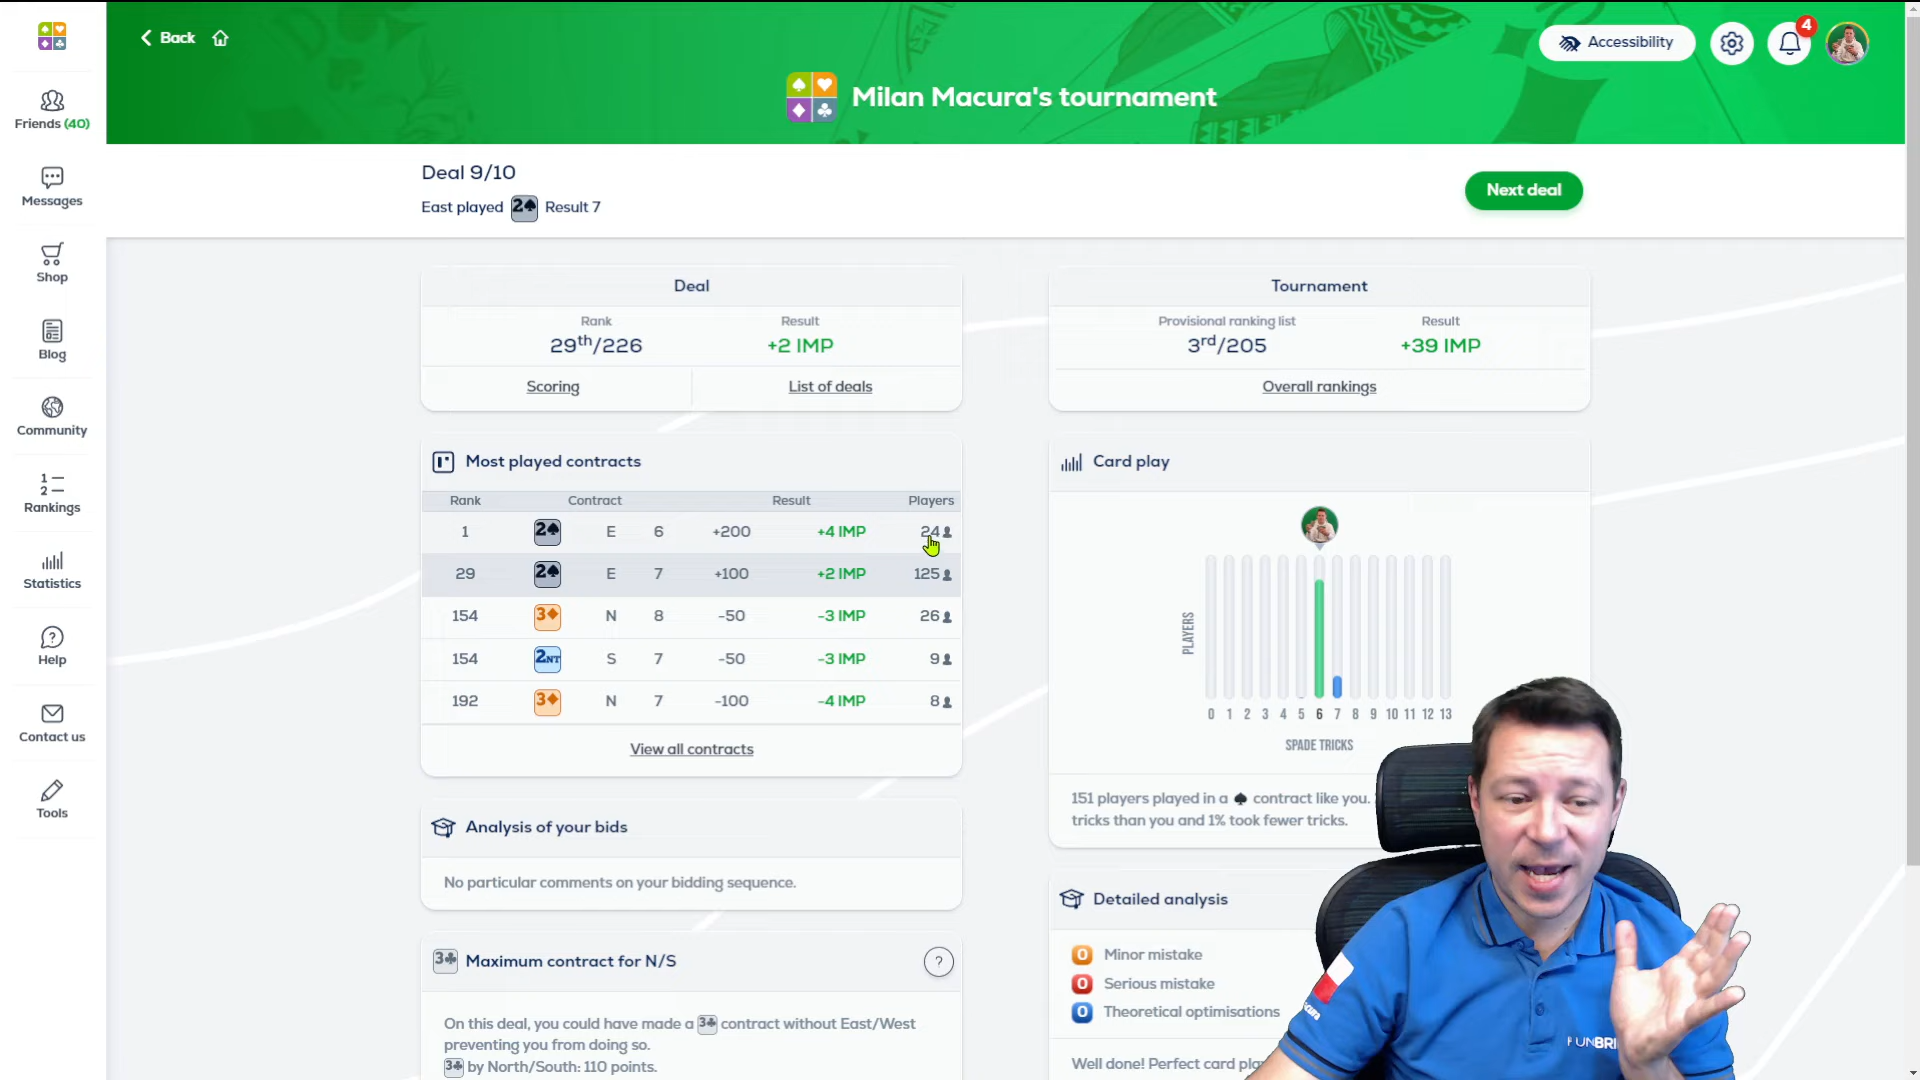 Back
Accessibility
4
Milan Macura's tournament
Friends (40)
Messages
Shop
Blog
Community
1
2
Rankings
Statistics
Help
Contact us
Tools
Deal 9/10
East played 2♠ Result 7
Next deal
Deal
Rank Result
29th/226 +2 IMP
Scoring List of deals
Tournament
Provisional ranking list Result
3rd/205 +39 IMP
Overall rankings
Most played contracts
Rank Contract Result Players
1 2♠ E 6 +200 +4 IMP 24
29 2♠ E 7 +100 +2 IMP 125
154 3♦ N 8 -50 -3 IMP 26
154 2NT S 7 -50 -3 IMP 9
192 3♦ N 7 -100 -4 IMP 8
View all contracts
Card play
PLAYERS
0 1 2 3 4 5 6 7 8 9 10 11 12 13
SPADE TRICKS
151 players played in a ♠ contract like you.
tricks than you and 1% took fewer tricks.
Analysis of your bids
No particular comments on your bidding sequence.
3♣ Maximum contract for N/S ?
On this deal, you could have made a 3♣ contract without East/West
preventing you from doing so.
3♣ by North/South: 110 points.
Detailed analysis
0 Minor mistake
0 Serious mistake
0 Theoretical optimisations
Well done! Perfect card